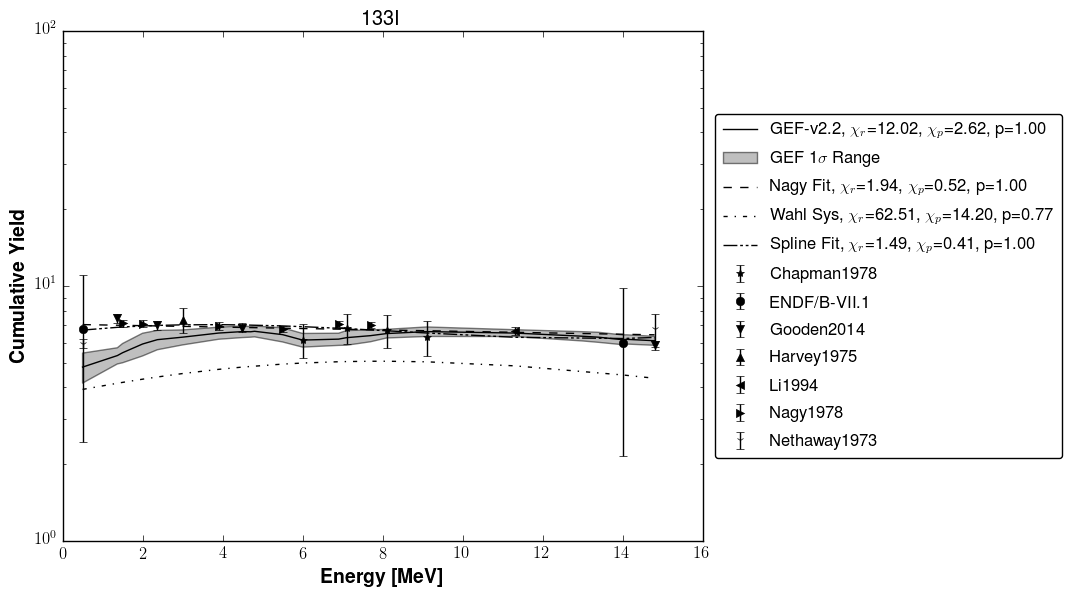 133I
10²
10¹
10⁰
Cumulative Yield
0 2 4 6 8 10 12 14 16
Energy [MeV]
GEF-v2.2, χᵣ=12.02, χₚ=2.62, p=1.00
GEF 1σ Range
Nagy Fit, χᵣ=1.94, χₚ=0.52, p=1.00
Wahl Sys, χᵣ=62.51, χₚ=14.20, p=0.77
Spline Fit, χᵣ=1.49, χₚ=0.41, p=1.00
Chapman1978
ENDF/B-VII.1
Gooden2014
Harvey1975
Li1994
Nagy1978
Nethaway1973